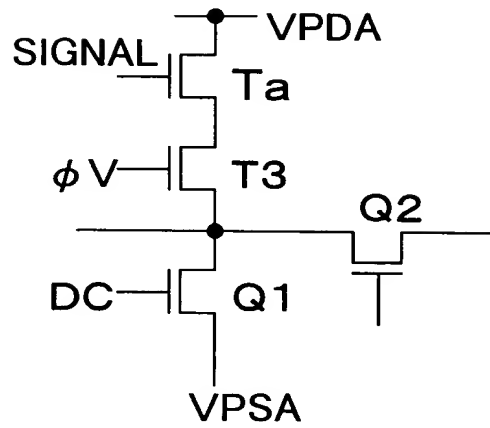 VPDA
SIGNAL
Ta
φV
T3
Q2
DC
Q1
VPSA